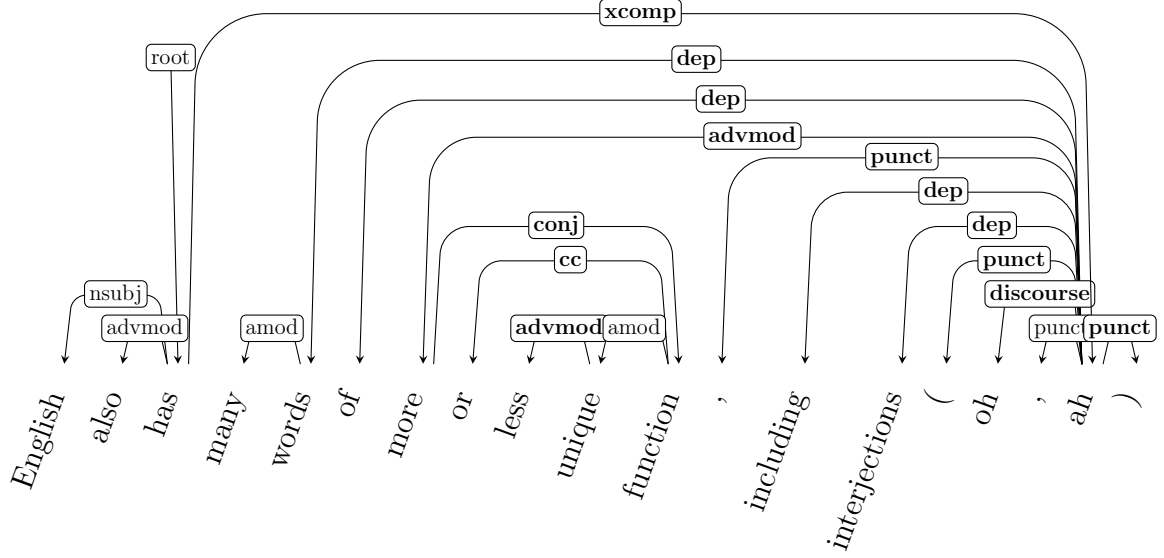 xcomp
root
dep
dep
advmod
punct
dep
conj
dep
cc
punct
nsubj
discourse
advmod
amod
advmod
amod
punct
punct
English also has many words of more or less unique function , including interjections ( oh , ah )